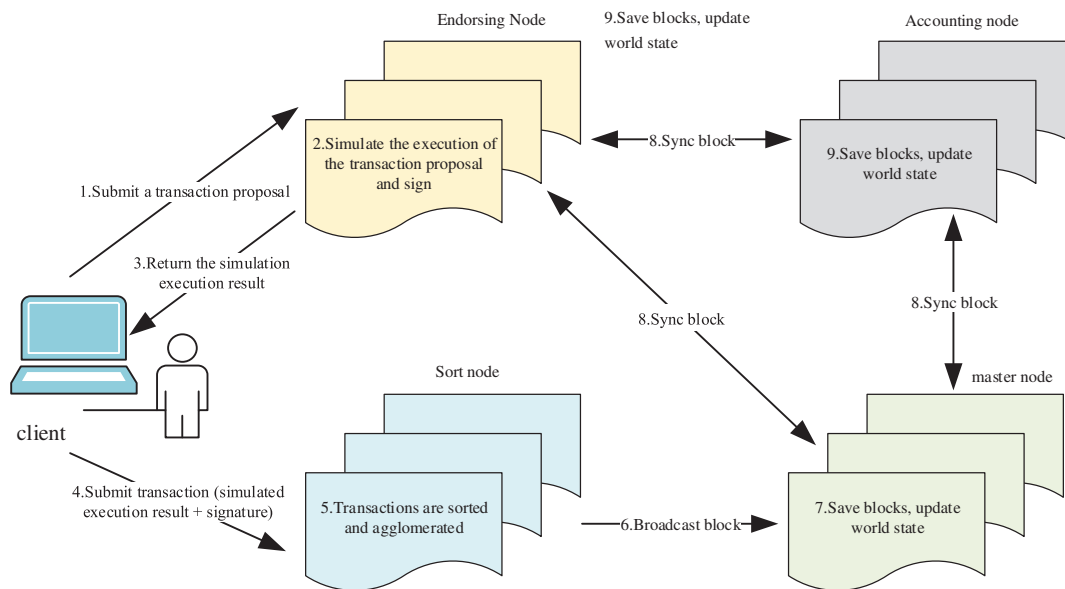 Endorsing Node
9.Save blocks, update
world state
Accounting node
2.Simulate the execution of
the transaction proposal
and sign
8.Sync block
9.Save blocks, update
world state
1.Submit a transaction proposal
3.Return the simulation
execution result
8.Sync block
8.Sync block
Sort node
master node
client
4.Submit transaction (simulated
execution result + signature)
5.Transactions are sorted
and agglomerated
6.Broadcast block
7.Save blocks, update
world state